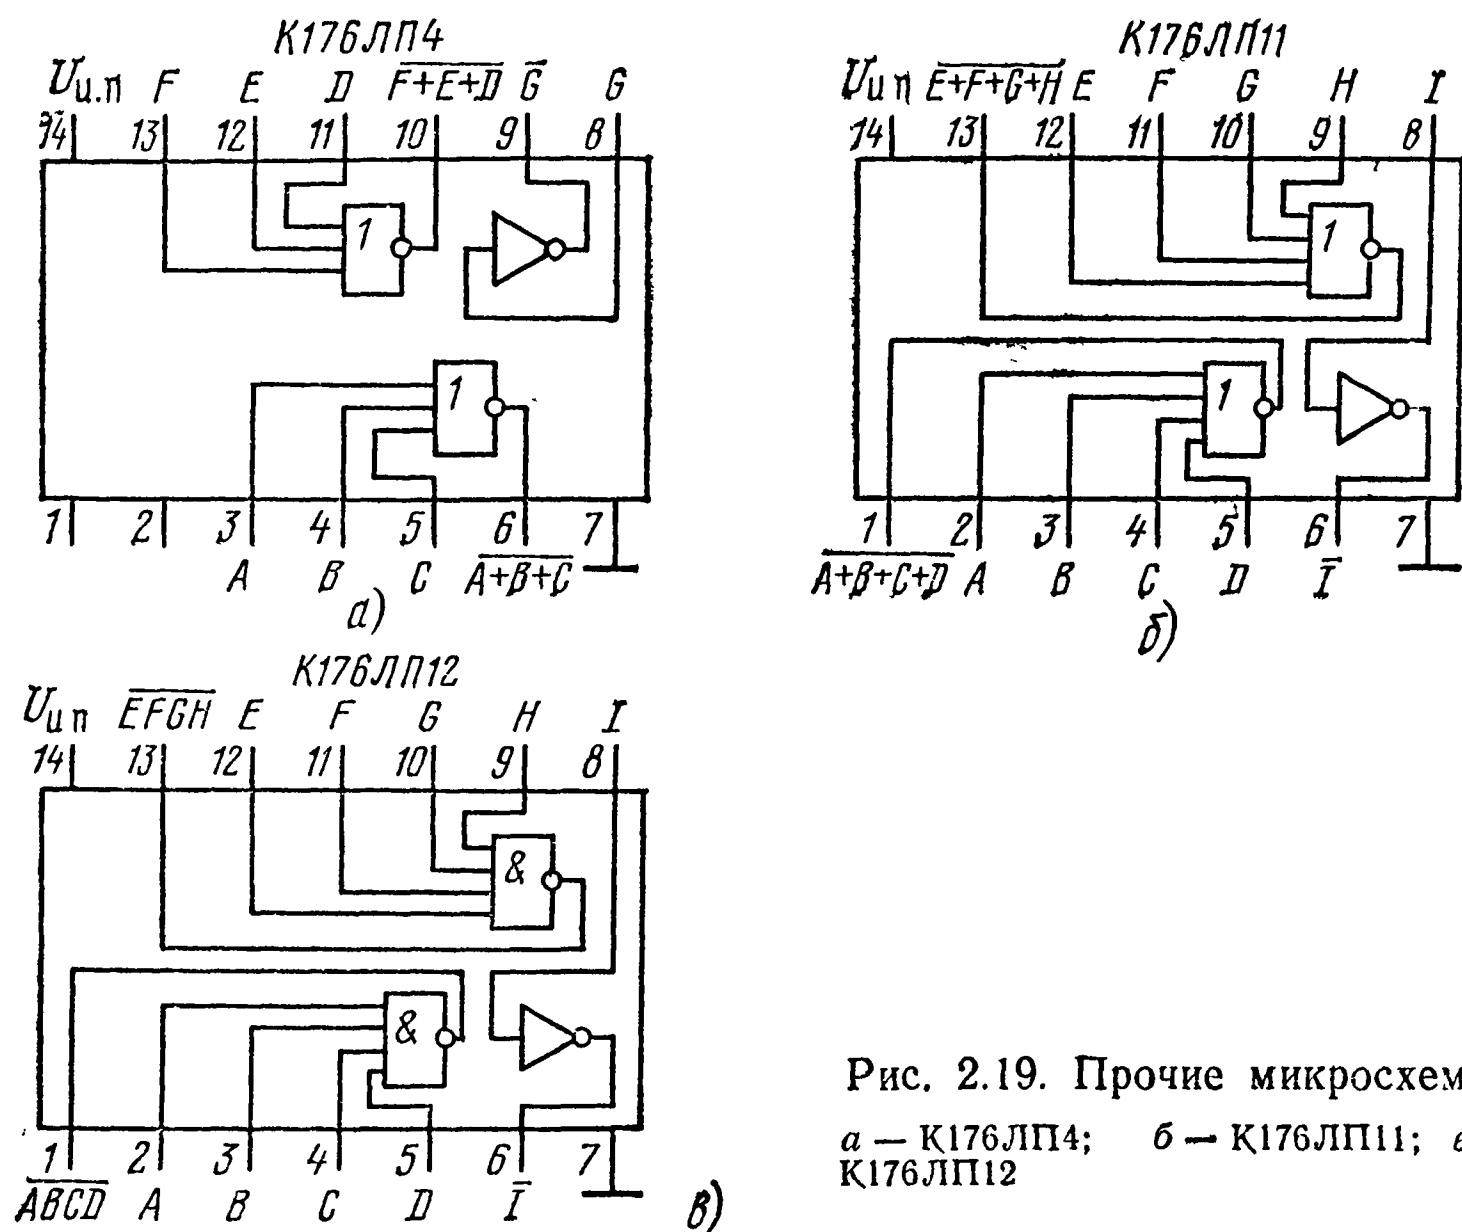 К176ЛП4
Uи.п F E D F+E+D G G
14 13 12 11 10 9 8
1
1
1 2 3 4 5 6 7
A B C A+B+C
а)
К176ЛП11
Uип E+F+G+H E F G H I
14 13 12 11 10 9 8
1
1
1 2 3 4 5 6 7
A+B+C+D A B C D I
б)
К176ЛП12
Uип EFGH E F G H I
14 13 12 11 10 9 8
&
&
1 2 3 4 5 6 7
ABCD A B C D I
в)
Рис. 2.19. Прочие микросхем
а — К176ЛП4; б — К176ЛП11;
К176ЛП12